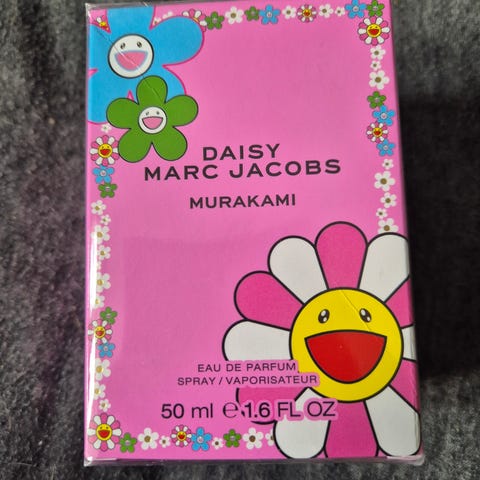 DAISY
MARC JACOBS
MURAKAMI
EAU DE PARFUM
SPRAY / VAPORISATEUR
50 ml ℮ 1.6 FL OZ